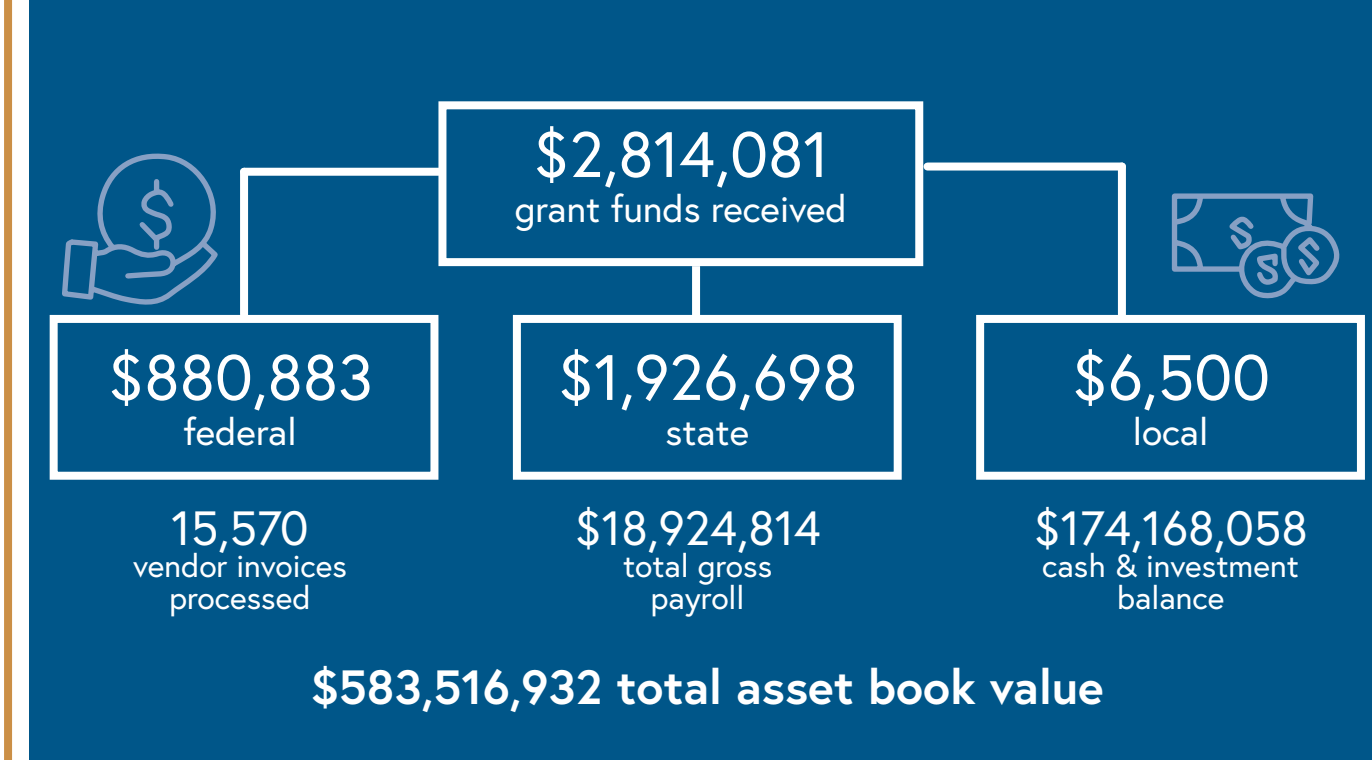 $2,814,081
grant funds received
$880,883
federal
$1,926,698
state
$6,500
local
15,570
vendor invoices
processed
$18,924,814
total gross
payroll
$174,168,058
cash & investment
balance
$583,516,932 total asset book value